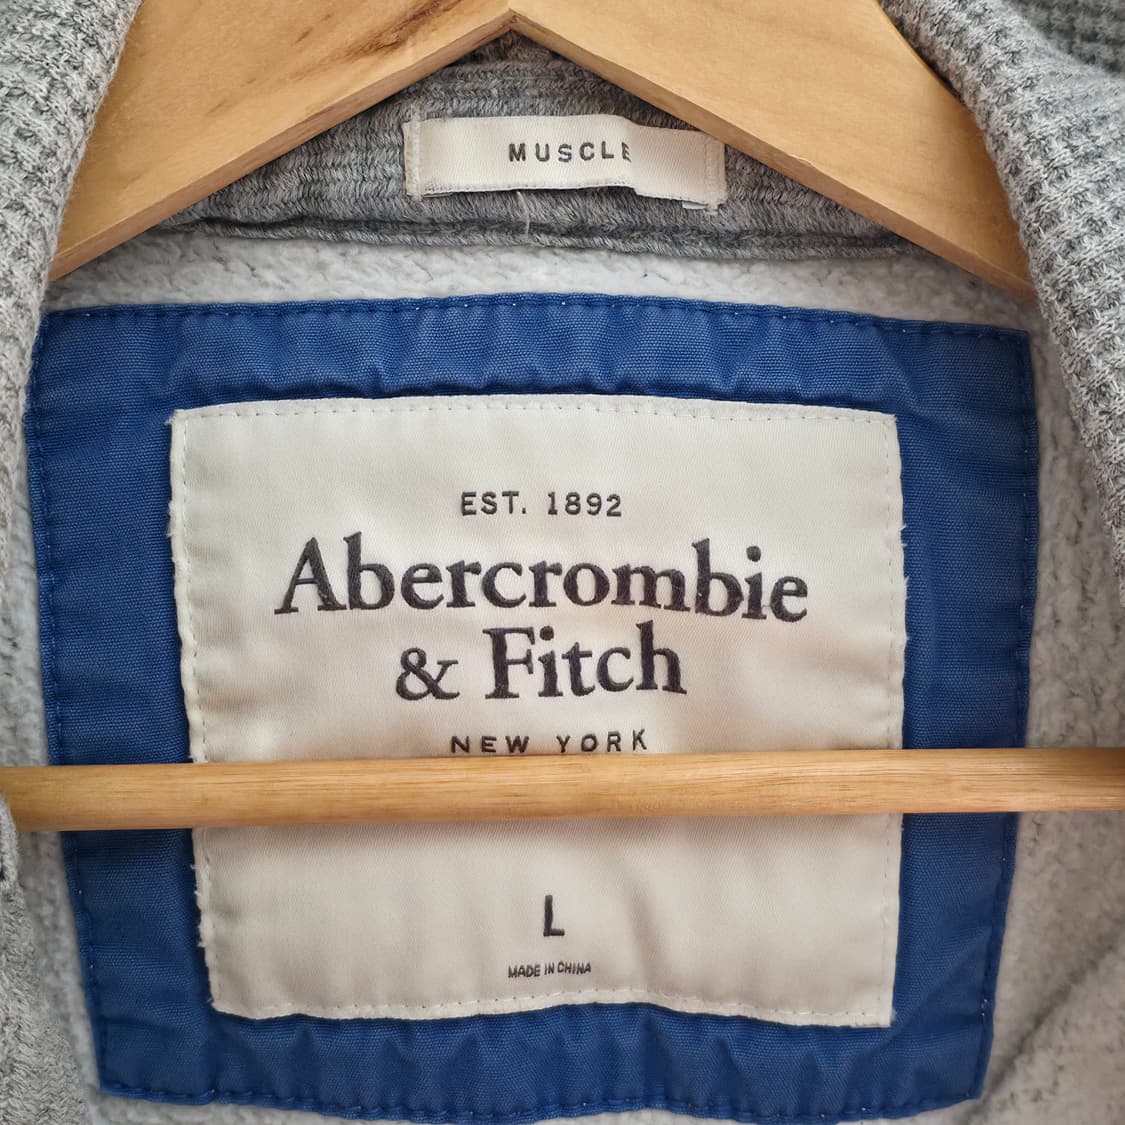 MUSCLE
EST. 1892
Abercrombie
& Fitch
NEW YORK
L
MADE IN CHINA